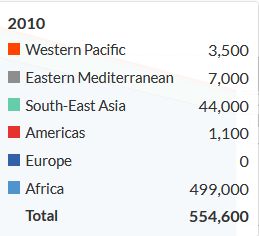 2010
Western Pacific 3,500
Eastern Mediterranean 7,000
South-East Asia 44,000
Americas 1,100
Europe 0
Africa 499,000
Total 554,600